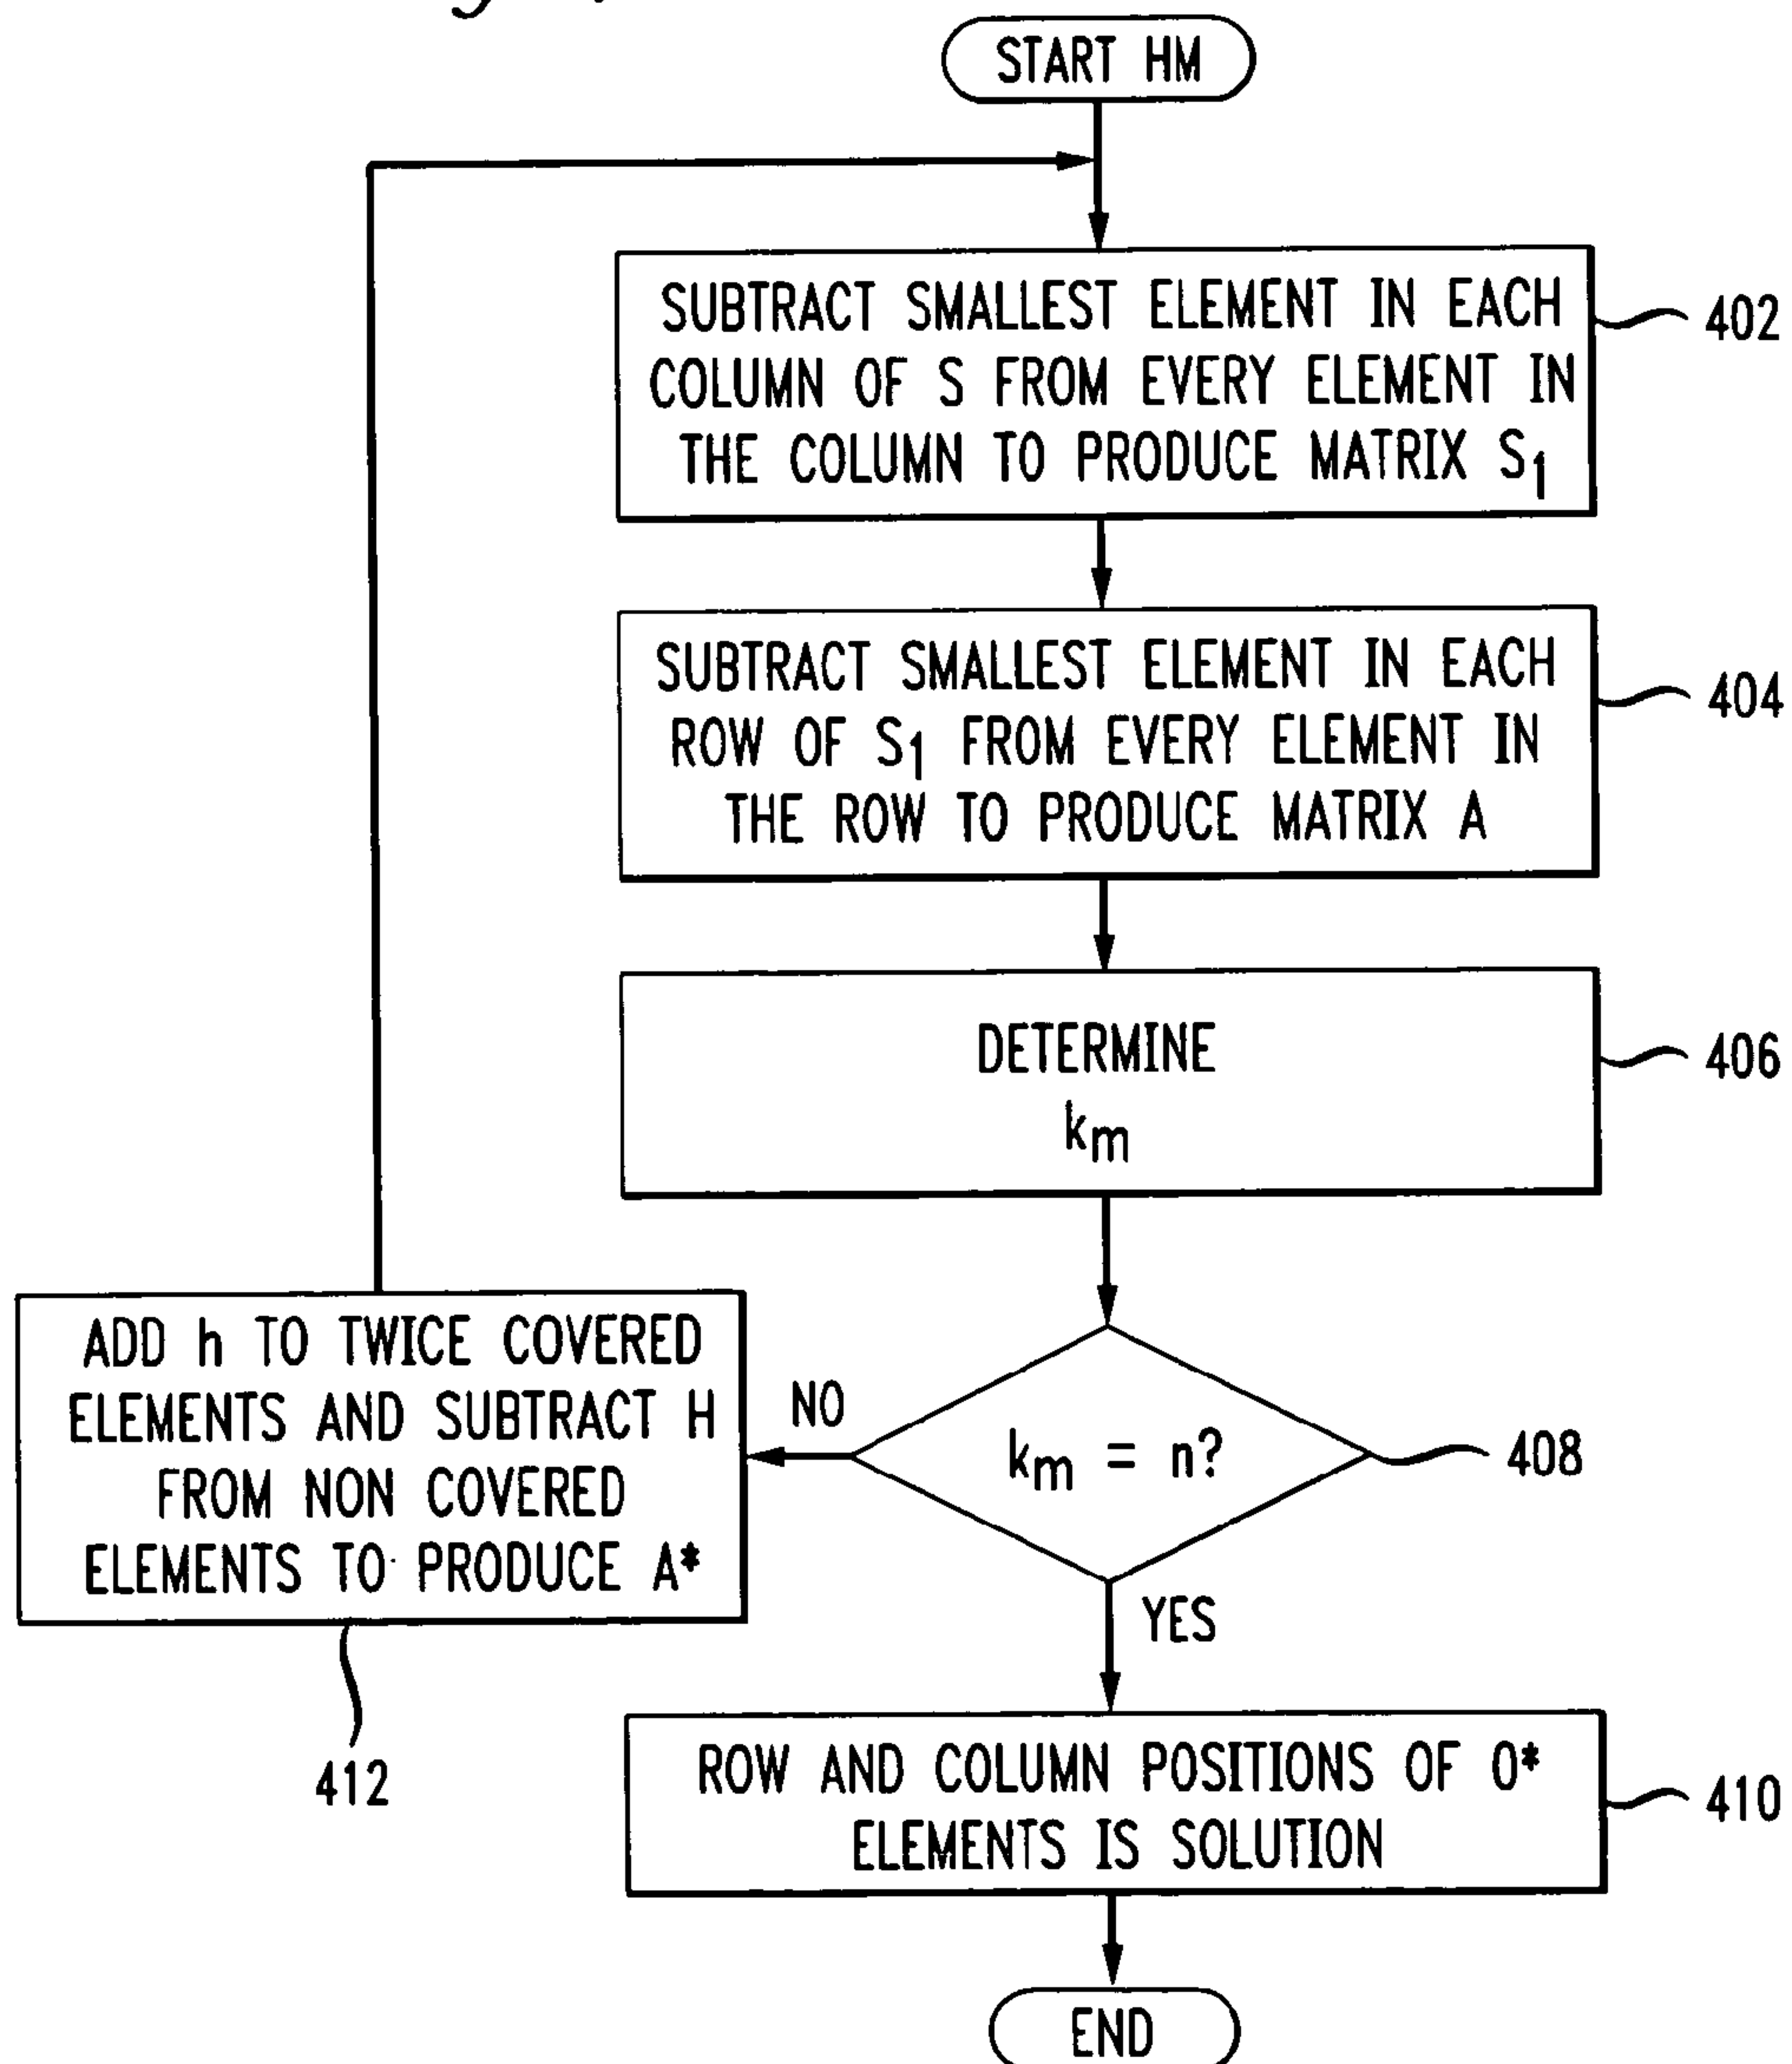 START HM
SUBTRACT SMALLEST ELEMENT IN EACH
COLUMN OF S FROM EVERY ELEMENT IN
THE COLUMN TO PRODUCE MATRIX S1
402
SUBTRACT SMALLEST ELEMENT IN EACH
ROW OF S1 FROM EVERY ELEMENT IN
THE ROW TO PRODUCE MATRIX A
404
DETERMINE
km
406
ADD h TO TWICE COVERED
ELEMENTS AND SUBTRACT H
FROM NON COVERED
ELEMENTS TO PRODUCE A*
412
NO
km = n?
408
YES
ROW AND COLUMN POSITIONS OF 0*
ELEMENTS IS SOLUTION
410
END